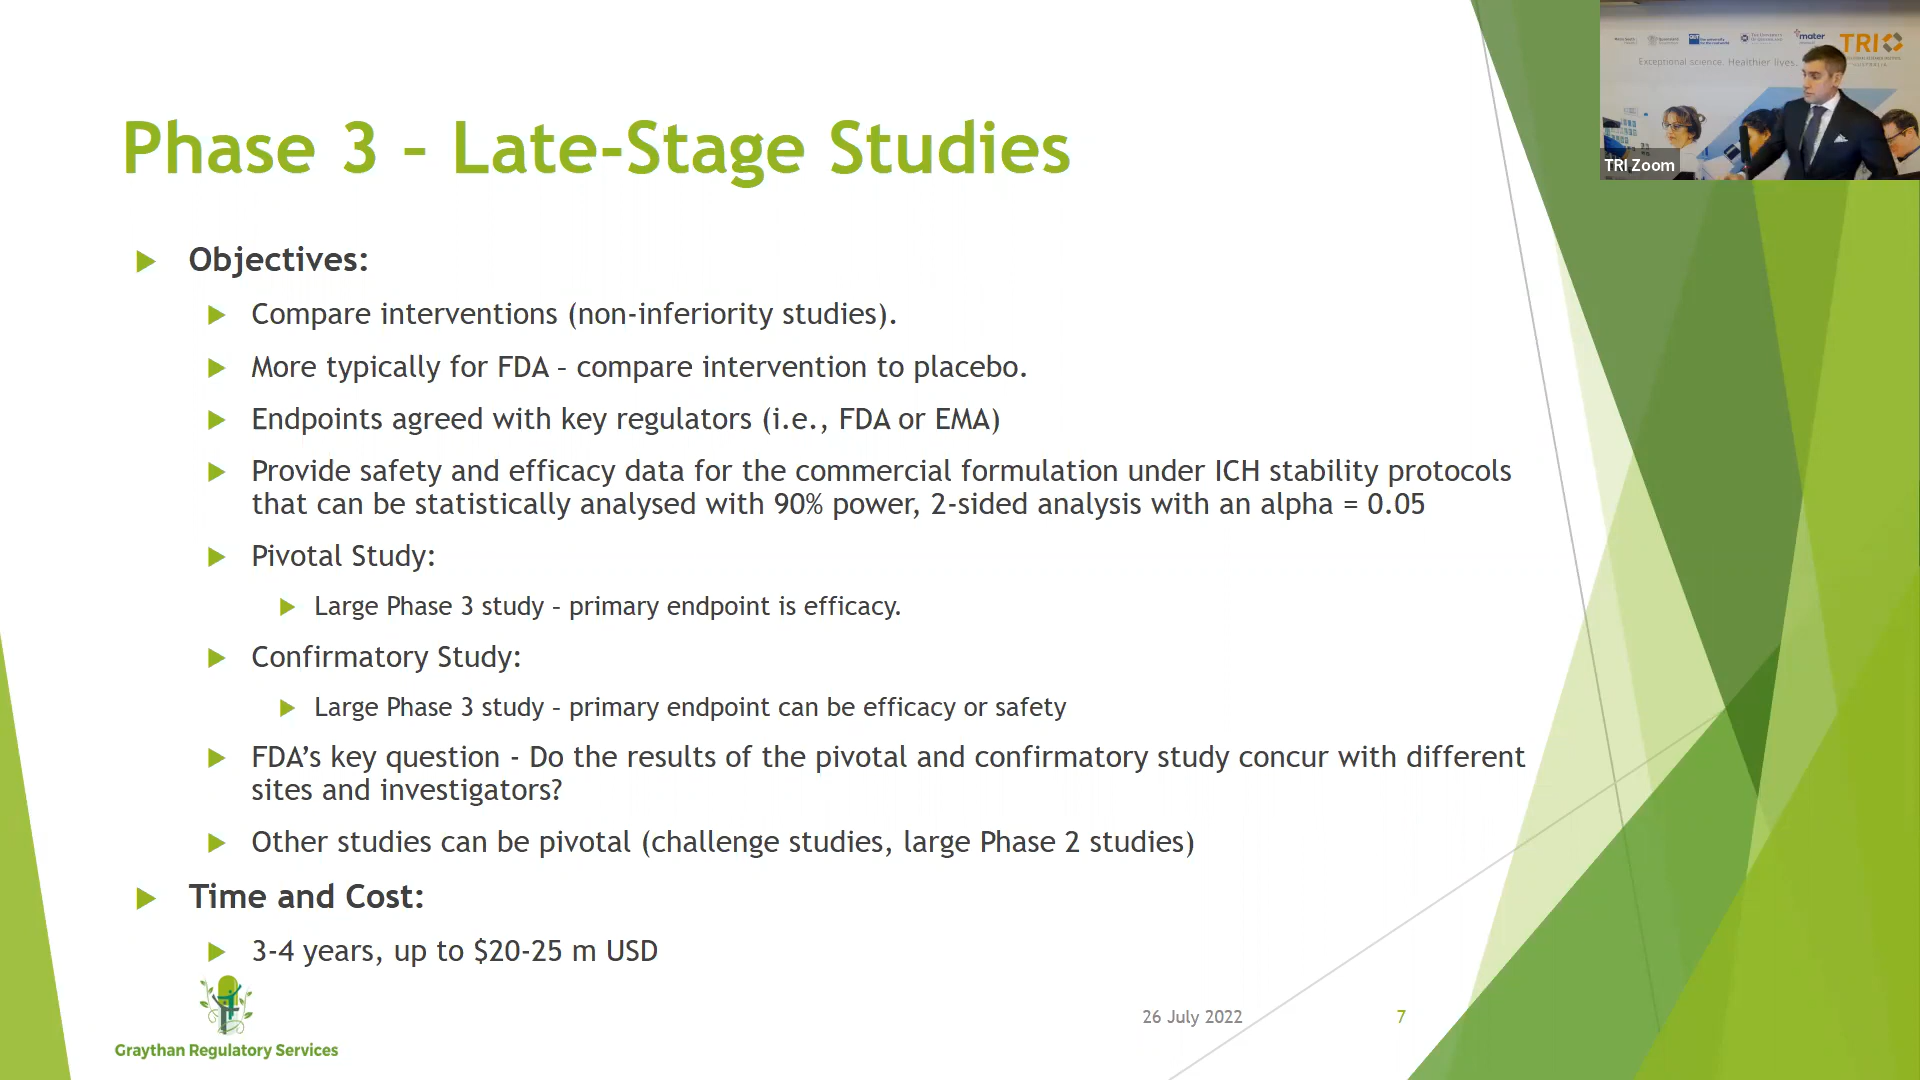 Phase 3 – Late-Stage Studies
Objectives:
Compare interventions (non-inferiority studies).
More typically for FDA – compare intervention to placebo.
Endpoints agreed with key regulators (i.e., FDA or EMA)
Provide safety and efficacy data for the commercial formulation under ICH stability protocols
that can be statistically analysed with 90% power, 2-sided analysis with an alpha = 0.05
Pivotal Study:
Large Phase 3 study – primary endpoint is efficacy.
Confirmatory Study:
Large Phase 3 study – primary endpoint can be efficacy or safety
FDA’s key question - Do the results of the pivotal and confirmatory study concur with different
sites and investigators?
Other studies can be pivotal (challenge studies, large Phase 2 studies)
Time and Cost:
3-4 years, up to $20-25 m USD
Graythan Regulatory Services
26 July 2022
7
mater
TRI
Exceptional science. Healthier lives.
TRI Zoom